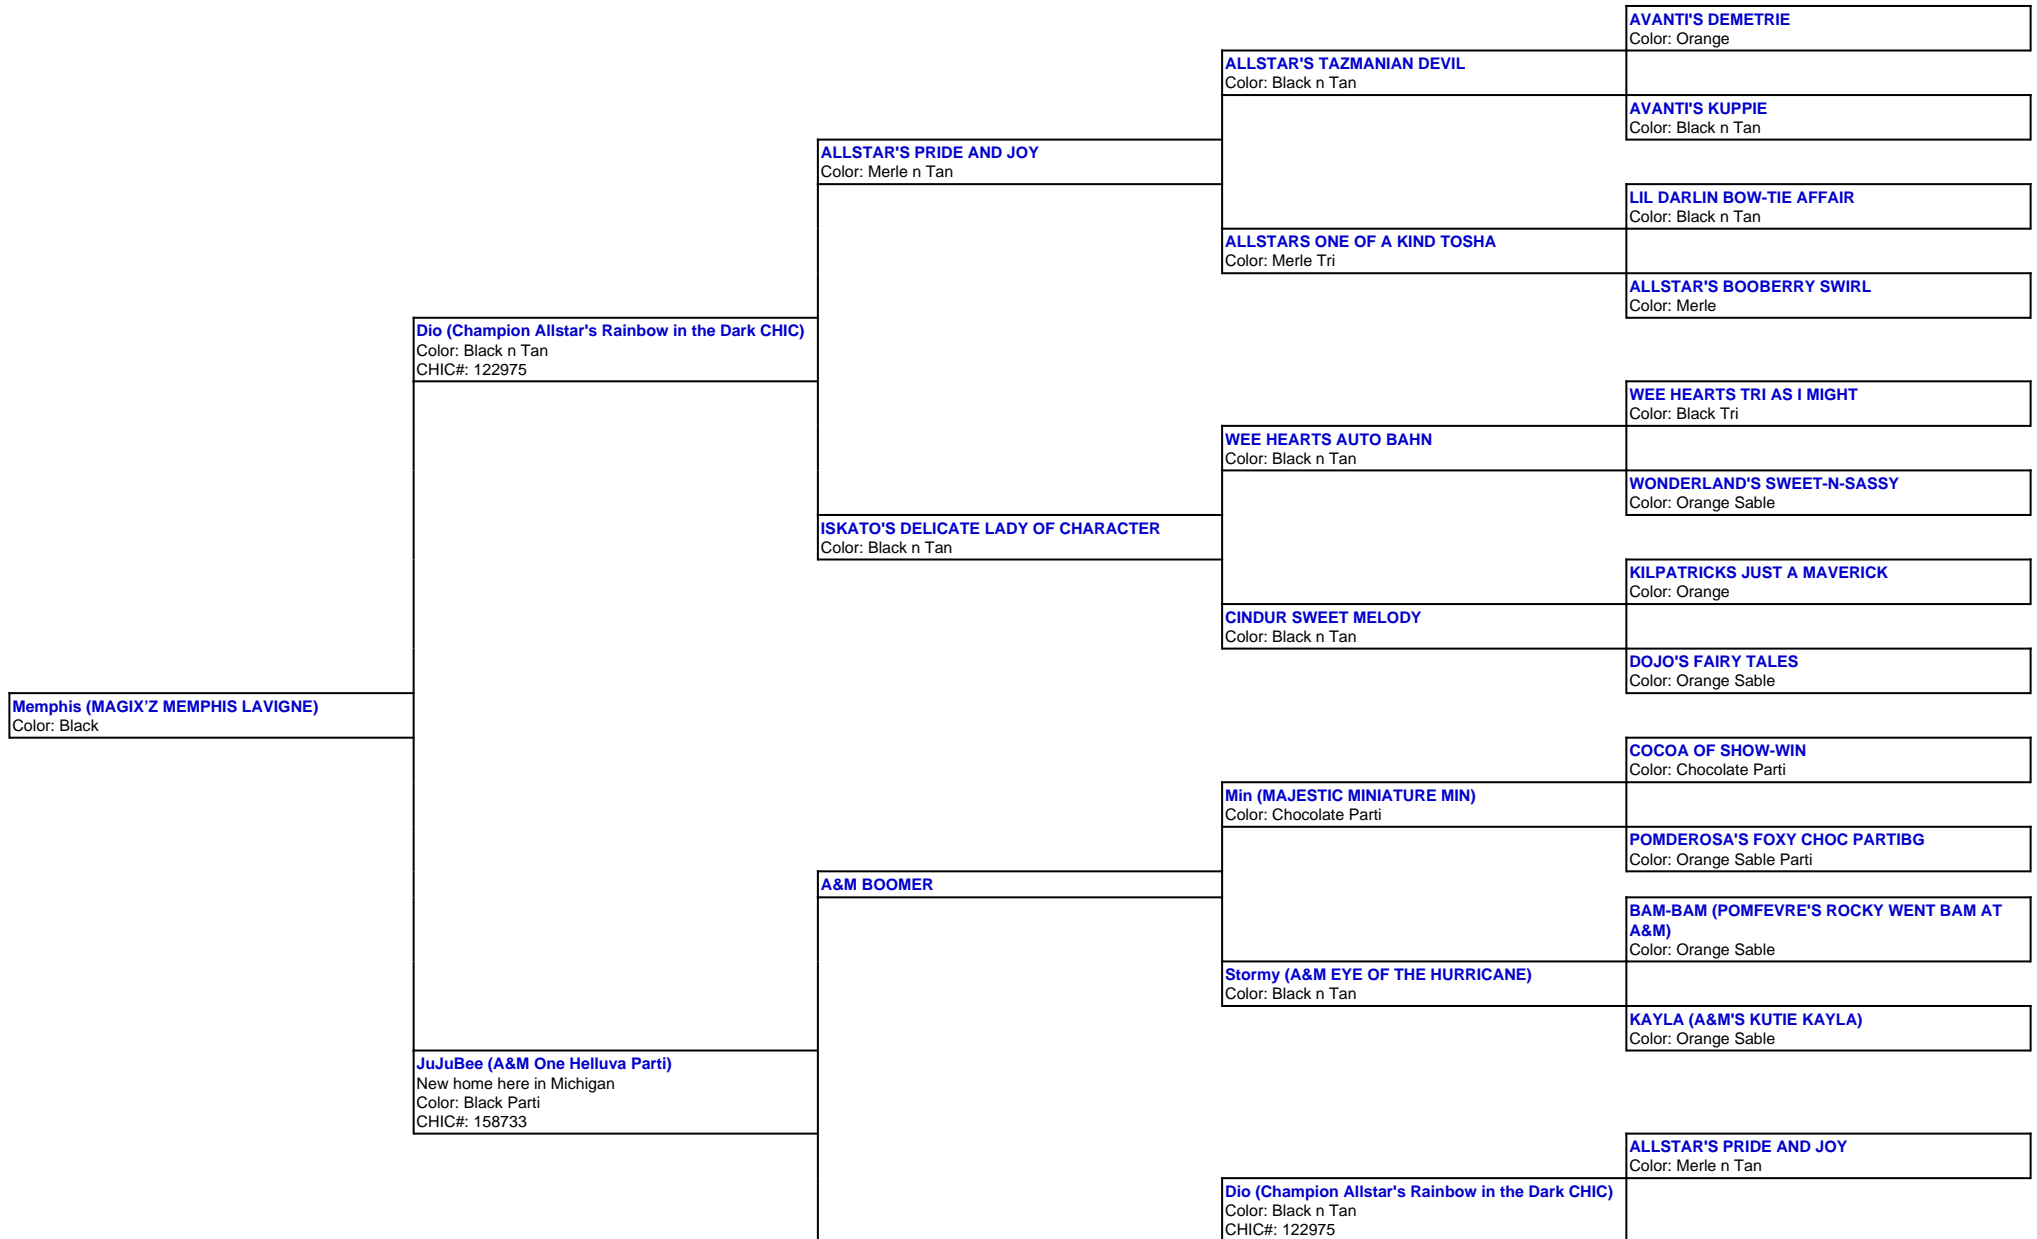 AVANTI'S DEMETRIE
Color: Orange
ALLSTAR'S TAZMANIAN DEVIL
Color: Black n Tan
AVANTI'S KUPPIE
Color: Black n Tan
ALLSTAR'S PRIDE AND JOY
Color: Merle n Tan
LIL DARLIN BOW-TIE AFFAIR
Color: Black n Tan
ALLSTARS ONE OF A KIND TOSHA
Color: Merle Tri
ALLSTAR'S BOOBERRY SWIRL
Color: Merle
Dio (Champion Allstar's Rainbow in the Dark CHIC)
Color: Black n Tan
CHIC#: 122975
WEE HEARTS TRI AS I MIGHT
Color: Black Tri
WEE HEARTS AUTO BAHN
Color: Black n Tan
WONDERLAND'S SWEET-N-SASSY
Color: Orange Sable
ISKATO'S DELICATE LADY OF CHARACTER
Color: Black n Tan
KILPATRICKS JUST A MAVERICK
Color: Orange
CINDUR SWEET MELODY
Color: Black n Tan
DOJO'S FAIRY TALES
Color: Orange Sable
Memphis (MAGIX’Z MEMPHIS LAVIGNE)
Color: Black
COCOA OF SHOW-WIN
Color: Chocolate Parti
Min (MAJESTIC MINIATURE MIN)
Color: Chocolate Parti
POMDEROSA'S FOXY CHOC PARTIBG
Color: Orange Sable Parti
A&M BOOMER
BAM-BAM (POMFEVRE'S ROCKY WENT BAM AT
A&M)
Color: Orange Sable
Stormy (A&M EYE OF THE HURRICANE)
Color: Black n Tan
KAYLA (A&M'S KUTIE KAYLA)
Color: Orange Sable
JuJuBee (A&M One Helluva Parti)
New home here in Michigan
Color: Black Parti
CHIC#: 158733
ALLSTAR'S PRIDE AND JOY
Color: Merle n Tan
Dio (Champion Allstar's Rainbow in the Dark CHIC)
Color: Black n Tan
CHIC#: 122975